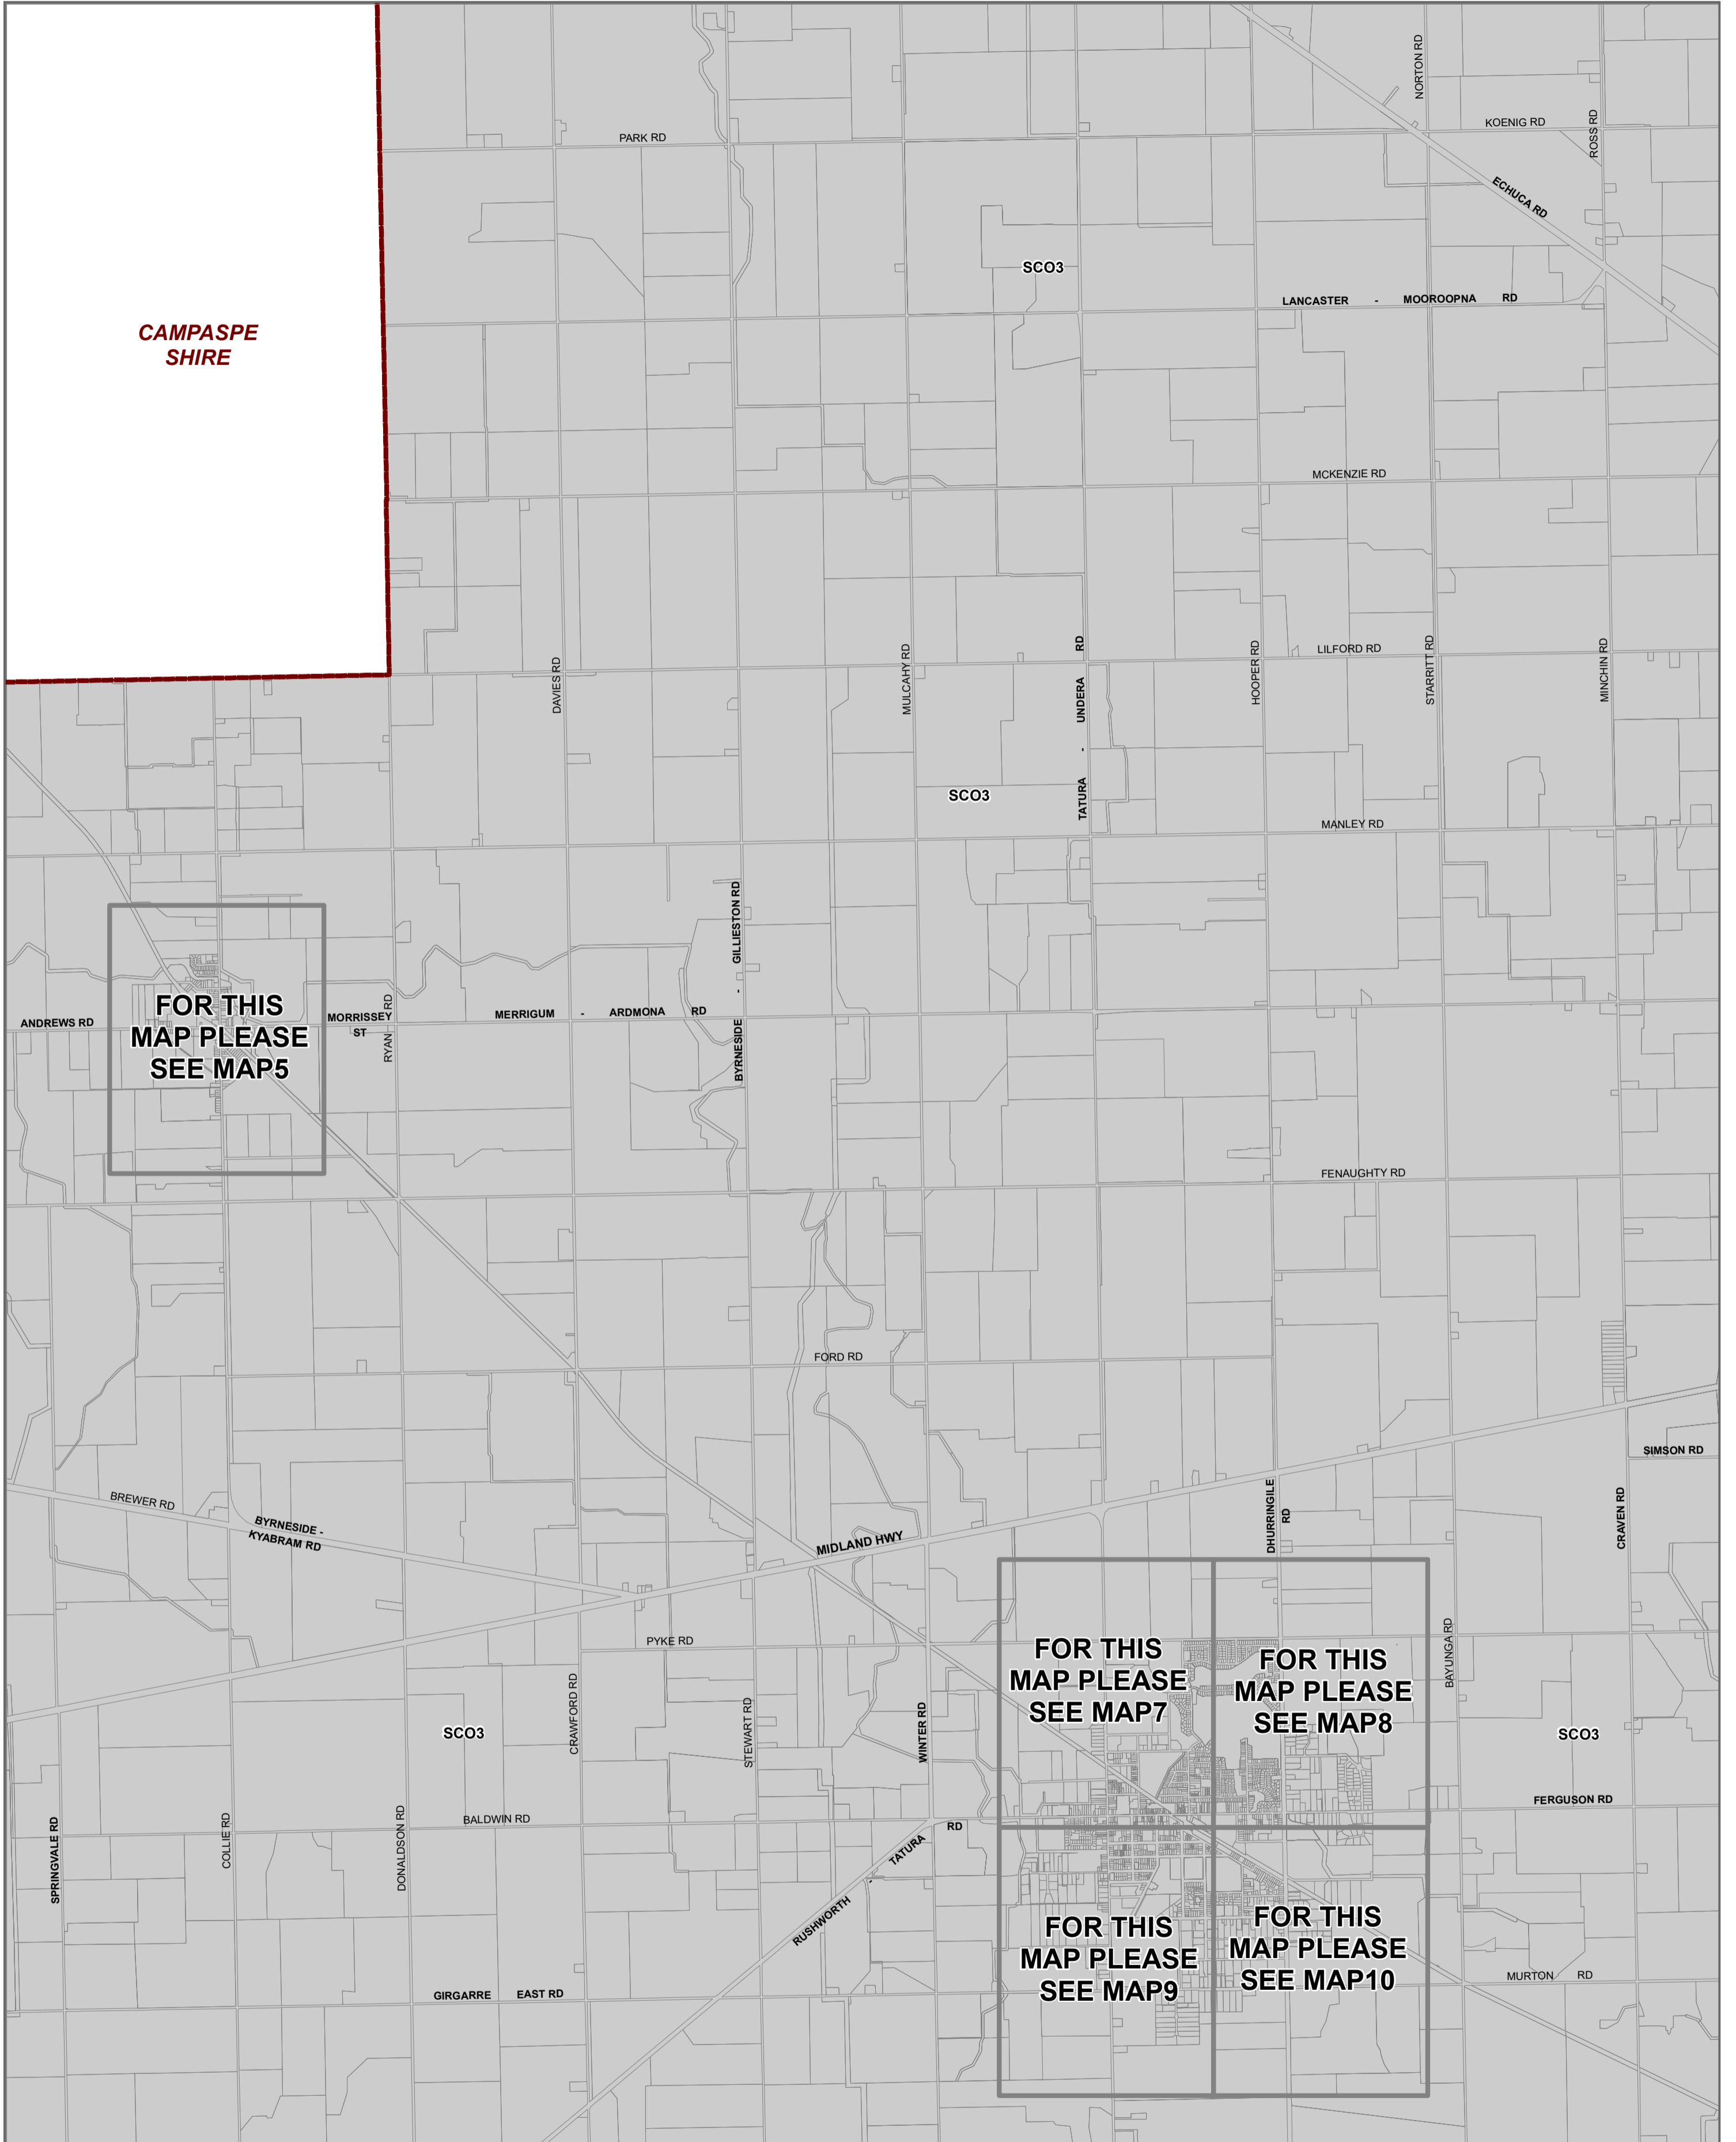 NORTON RD
KOENIG RD
ROSS RD
PARK RD
ECHUCA RD
SCO3
LANCASTER - MOOROOPNA RD
CAMPASPE
SHIRE
MCKENZIE RD
DAVIES RD
MULCAHY RD
TATURA - UNDERA RD
HOOPER RD
LILFORD RD
STARRITT RD
MINCHIN RD
SCO3
MANLEY RD
BYRNESIDE - GILLIESTON RD
FOR THIS
MAP PLEASE
SEE MAP5
ANDREWS RD
MORRISSEY
ST
RYAN RD
MERRIGUM - ARDMONA RD
FENAUGHTY RD
FORD RD
SIMSON RD
BREWER RD
BYRNESIDE -
KYABRAM RD
MIDLAND HWY
DHURRINGILE
RD
CRAVEN RD
PYKE RD
FOR THIS
MAP PLEASE
SEE MAP7
FOR THIS
MAP PLEASE
SEE MAP8
BAYUNGA RD
SCO3
CRAWFORD RD
STEWART RD
WINTER RD
SCO3
FERGUSON RD
SPRINGVALE RD
COLLIE RD
DONALDSON RD
BALDWIN RD
RUSHWORTH - TATURA RD
FOR THIS
MAP PLEASE
SEE MAP9
FOR THIS
MAP PLEASE
SEE MAP10
MURTON RD
GIRGARRE EAST RD